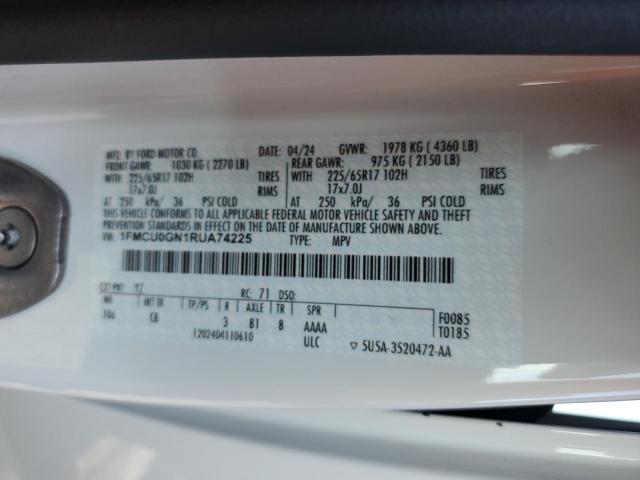 MFD BY FORD MOTOR CO. DATE: 04/24 GVWR: 1978 KG ( 4360 LB)
FRONT GAWR: 1030 KG ( 2270 LB) REAR GAWR: 975 KG ( 2150 LB)
WITH 225/65R17 102H TIRES WITH 225/65R17 102H TIRES
17x7.0J RIMS 17x7.0J RIMS
AT 250 kPa/ 36 PSI COLD AT 250 kPa/ 36 PSI COLD
THIS VEHICLE CONFORMS TO ALL APPLICABLE FEDERAL MOTOR VEHICLE SAFETY AND THEFT
PREVENTION STANDARDS IN EFFECT ON THE DATE OF MANUFACTURE SHOWN ABOVE.
VIN: 1FMCU0GN1RUA74225 TYPE: MPV
EXT PNT: YZ RC: 71 DSO:
WB INT TR TP/PS R AXLE TR SPR F0085
106 CB 3 B1 8 AAAA T0185
1202404110610 ULC ▽ 5U5A-3520472-AA